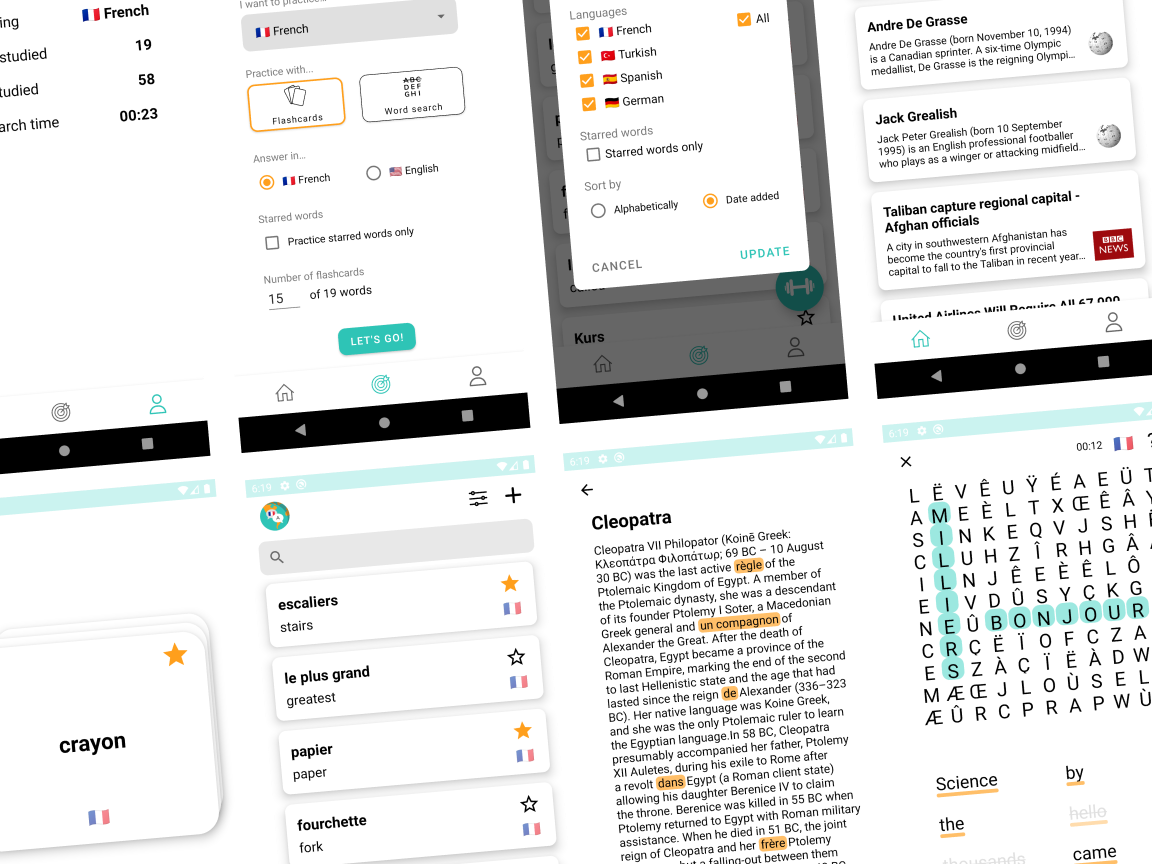 ing
🇫🇷 French
studied
19
tudied
58
arch time
00:23
I want to practice...
🇫🇷 French
Practice with...
Flashcards
ABC
DEF
GHI
Word search
Answer in...
🇫🇷 French
🇺🇸 English
Starred words
Practice starred words only
Number of flashcards
15 of 19 words
LET'S GO!
Languages
🇫🇷 French
All
🇹🇷 Turkish
🇪🇸 Spanish
🇩🇪 German
Starred words
Starred words only
Sort by
Alphabetically
Date added
CANCEL
UPDATE
Kurs
Andre De Grasse
Andre De Grasse (born November 10, 1994)
is a Canadian sprinter. A six-time Olympic
medallist, De Grasse is the reigning Olympi...
Jack Grealish
Jack Peter Grealish (born 10 September
1995) is an English professional footballer
who plays as a winger or attacking midfield...
Taliban capture regional capital -
Afghan officials
A city in southwestern Afghanistan has
become the country's first provincial
capital to fall to the Taliban in recent year...
BBC
NEWS
United Airlines Will Require All 67,000
crayon
6:19
escaliers
stairs
le plus grand
greatest
papier
paper
fourchette
fork
6:19
Cleopatra
Cleopatra VII Philopator (Koinē Greek:
Κλεοπάτρα Φιλοπάτωρ; 69 BC – 10 August
30 BC) was the last active règle of the
Ptolemaic Kingdom of Egypt. A member of
the Ptolemaic dynasty, she was a descendant
of its founder Ptolemy I Soter, a Macedonian
Greek general and un compagnon of
Alexander the Great. After the death of
Cleopatra, Egypt became a province of the
Roman Empire, marking the end of the second
to last Hellenistic state and the age that had
lasted since the reign de Alexander (336–323
BC). Her native language was Koine Greek,
and she was the only Ptolemaic ruler to learn
the Egyptian language.In 58 BC, Cleopatra
presumably accompanied her father, Ptolemy
XII Auletes, during his exile to Rome after
a revolt dans Egypt (a Roman client state)
allowing his daughter Berenice IV to claim
the throne. Berenice was killed in 55 BC when
Ptolemy returned to Egypt with Roman military
assistance. When he died in 51 BC, the joint
reign of Cleopatra and her frère Ptolemy
but a falling-out between them
6:19
00:12
?
L Ë V Ê U Ÿ É A E Ü T
A M E È L T X Œ Ê Â Y
S I N K E Q V J S H
C L U H Z Î R H G Â
I L N J Ê E È Ê L Ô
E I V D Û S Y Ç K G
N E Û B O N J O U R
C R Ç Ë Ï O F C Z A
E S Z À Ç Ï Ë À D W
M Æ Œ J L O Ù S E L
Æ Û R C P R A P W Ù
Science
by
the
hello
thousands
came